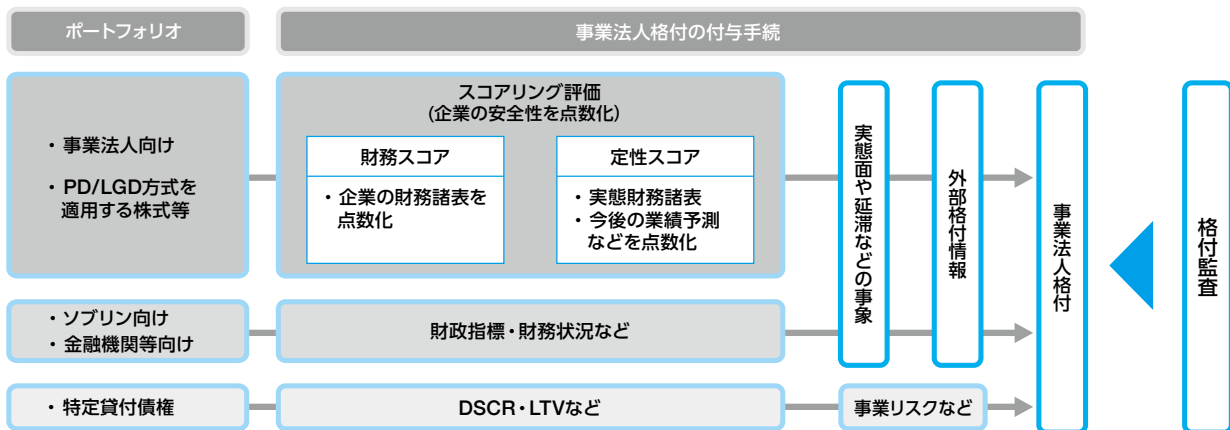 ポートフォリオ
事業法人格付の付与手続
・事業法人向け
・PD/LGD方式を
適用する株式等
スコアリング評価
(企業の安全性を点数化)
財務スコア
・企業の財務諸表を
点数化
定性スコア
・実態財務諸表
・今後の業績予測
などを点数化
実態面や延滞などの事象
外部格付情報
事業法人格付
格付監査
・ソブリン向け
・金融機関等向け
財政指標・財務状況など
・特定貸付債権
DSCR・LTVなど
事業リスクなど